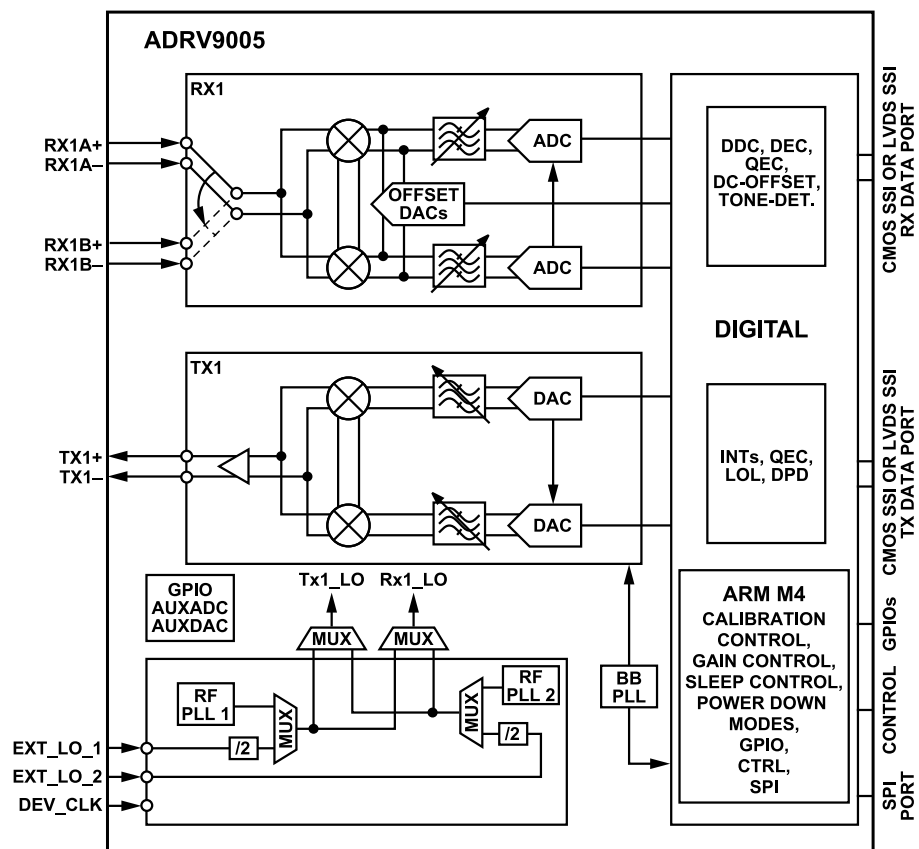 ADRV9005
RX1
RX1A+
RX1A–
RX1B+
RX1B–
ADC
OFFSET
DACs
ADC
DDC, DEC,
QEC,
DC-OFFSET,
TONE-DET.
CMOS SSI OR LVDS SSI
RX DATA PORT
DIGITAL
TX1
TX1+
TX1–
DAC
DAC
INTs, QEC,
LOL, DPD
CMOS SSI OR LVDS SSI
TX DATA PORT
GPIO
AUXADC
AUXDAC
Tx1_LO
Rx1_LO
MUX
MUX
RF
PLL 1
MUX
/2
MUX
RF
PLL 2
/2
EXT_LO_1
EXT_LO_2
DEV_CLK
BB
PLL
ARM M4
CALIBRATION
CONTROL,
GAIN CONTROL,
SLEEP CONTROL,
POWER DOWN
MODES,
GPIO,
CTRL,
SPI
GPIOs
CONTROL
SPI
PORT